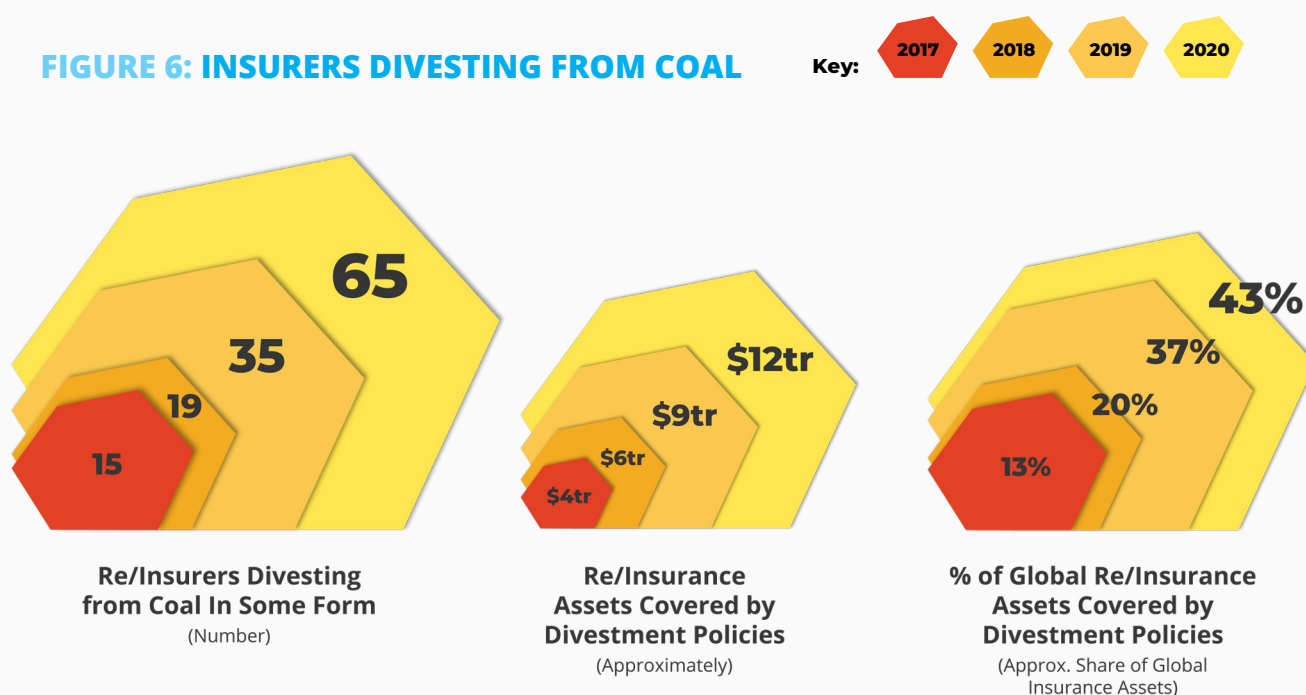 FIGURE 6: INSURERS DIVESTING FROM COAL
Key:
2017
2018
2019
2020
65
35
19
15
Re/Insurers Divesting
from Coal In Some Form
(Number)
$12tr
$9tr
$6tr
$4tr
Re/Insurance
Assets Covered by
Divestment Policies
(Approximately)
43%
37%
20%
13%
% of Global Re/Insurance
Assets Covered by
Divestment Policies
(Approx. Share of Global
Insurance Assets)